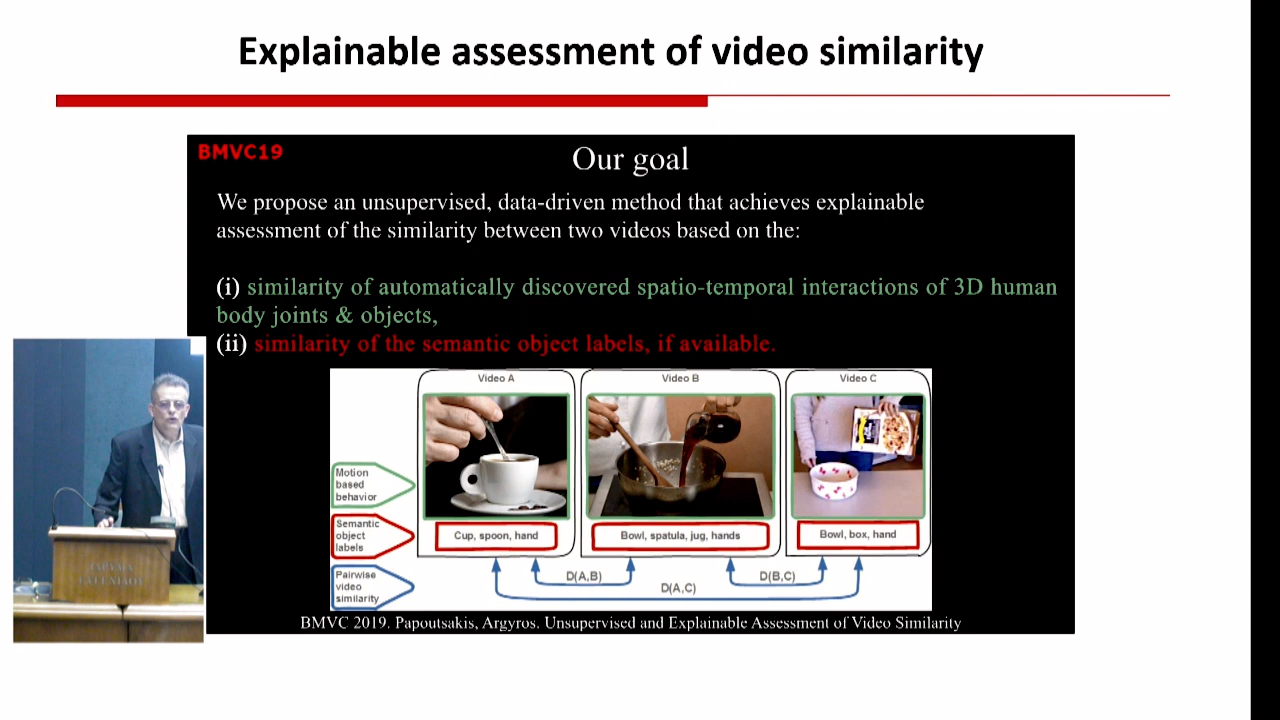 Explainable assessment of video similarity
BMVC19
Our goal
We propose an unsupervised, data-driven method that achieves explainable
assessment of the similarity between two videos based on the:
(i) similarity of automatically discovered spatio-temporal interactions of 3D human
body joints & objects,
(ii) similarity of the semantic object labels, if available.
Video A
Video B
Video C
Motion
based
behavior
Semantic
object
labels
Cup, spoon, hand
Bowl, spatula, jug, hands
Bowl, box, hand
Pairwise
video
similarity
D(A,B)
D(A,C)
D(B,C)
BMVC 2019. Papoutsakis, Argyros. Unsupervised and Explainable Assessment of Video Similarity